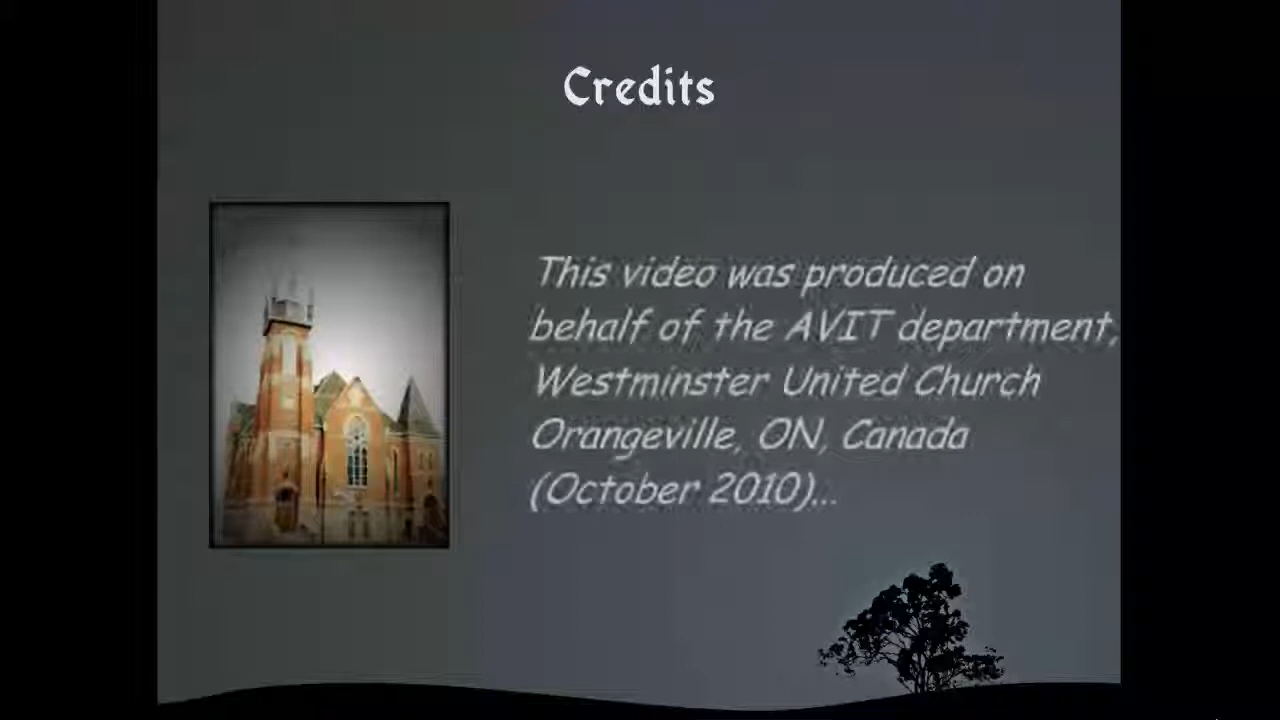 Credits
This video was produced on
behalf of the AVIT department,
Westminster United Church
Orangeville, ON, Canada
(October 2010)...